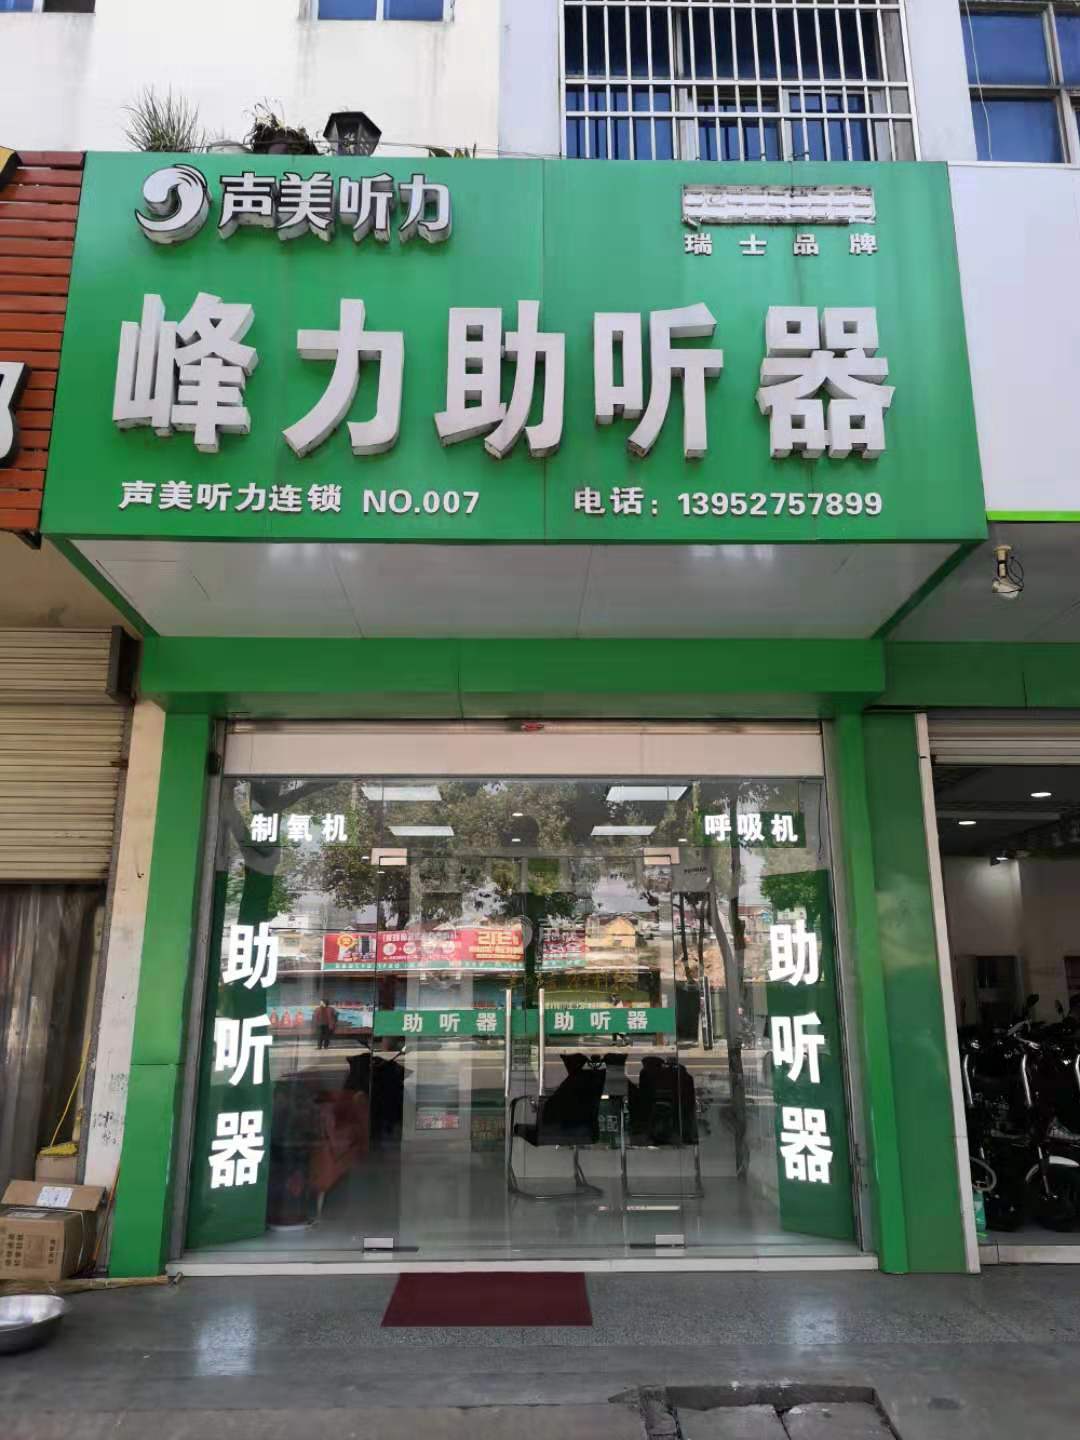 声美听力
瑞士品牌
峰力助听器
声美听力连锁 NO.007
电话：13952757899
制氧机
呼吸机
助听器
助听器
助听器
助听器